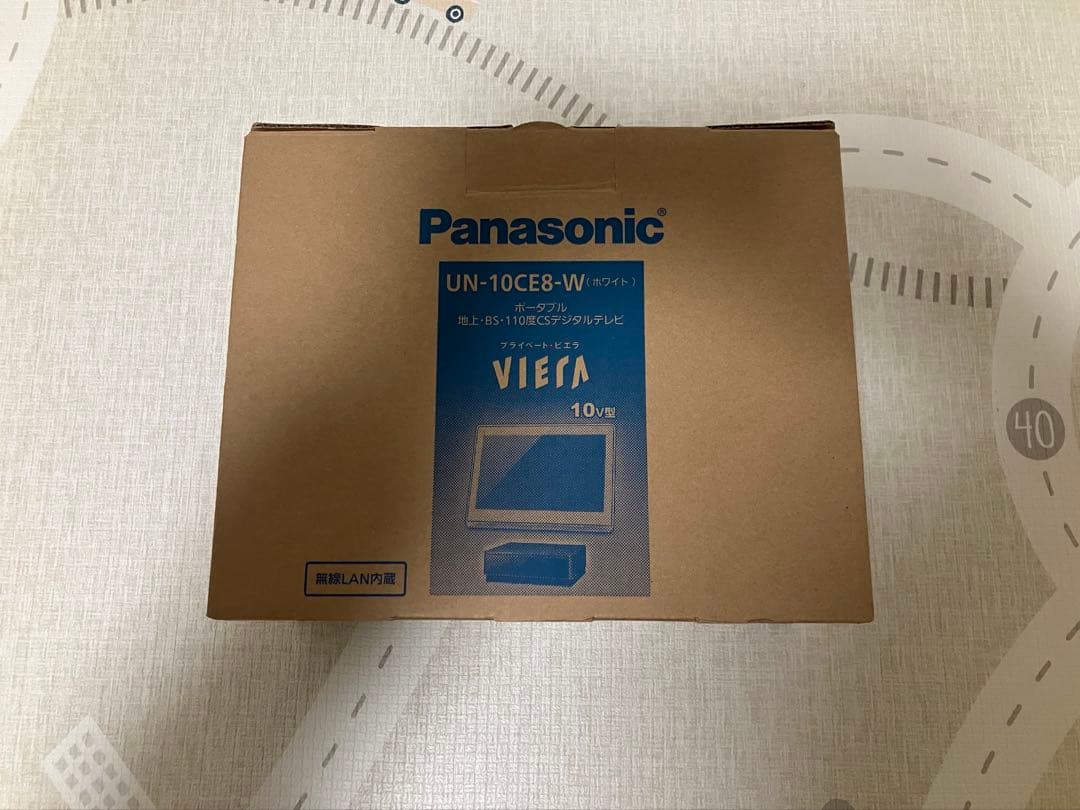 Panasonic®
UN-10CE8-W(ホワイト)
ポータブル
地上・BS・110度CSデジタルテレビ
プライベート・ビエラ
VIERA
10V型
無線LAN内蔵
40